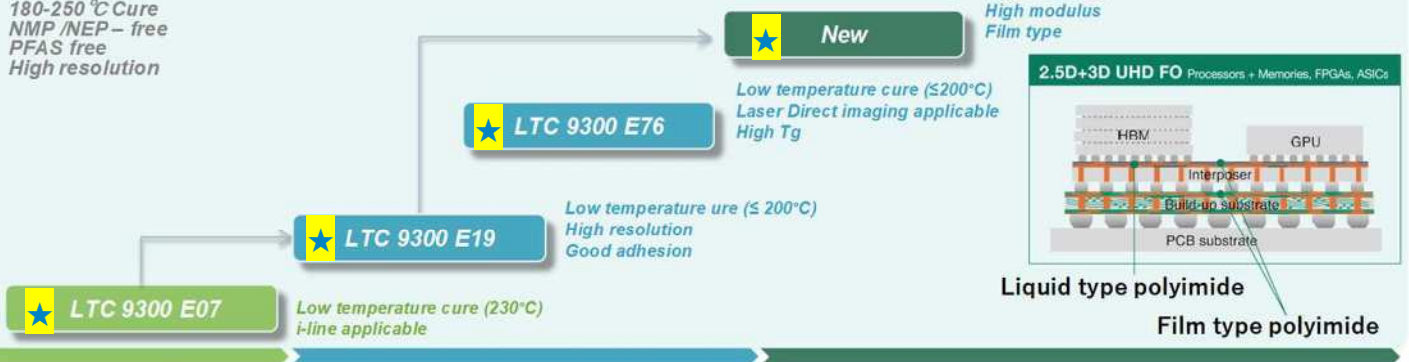 180-250 ℃ Cure
NMP /NEP – free
PFAS free
High resolution
New
High modulus
Film type
LTC 9300 E76
Low temperature cure (≤200°C)
Laser Direct imaging applicable
High Tg
LTC 9300 E19
Low temperature ure (≤ 200°C)
High resolution
Good adhesion
LTC 9300 E07
Low temperature cure (230°C)
i-line applicable
2.5D+3D UHD FO Processors + Memories, FPGAs, ASICs
HBM
GPU
Interposer
Build-up substrate
PCB substrate
Liquid type polyimide
Film type polyimide